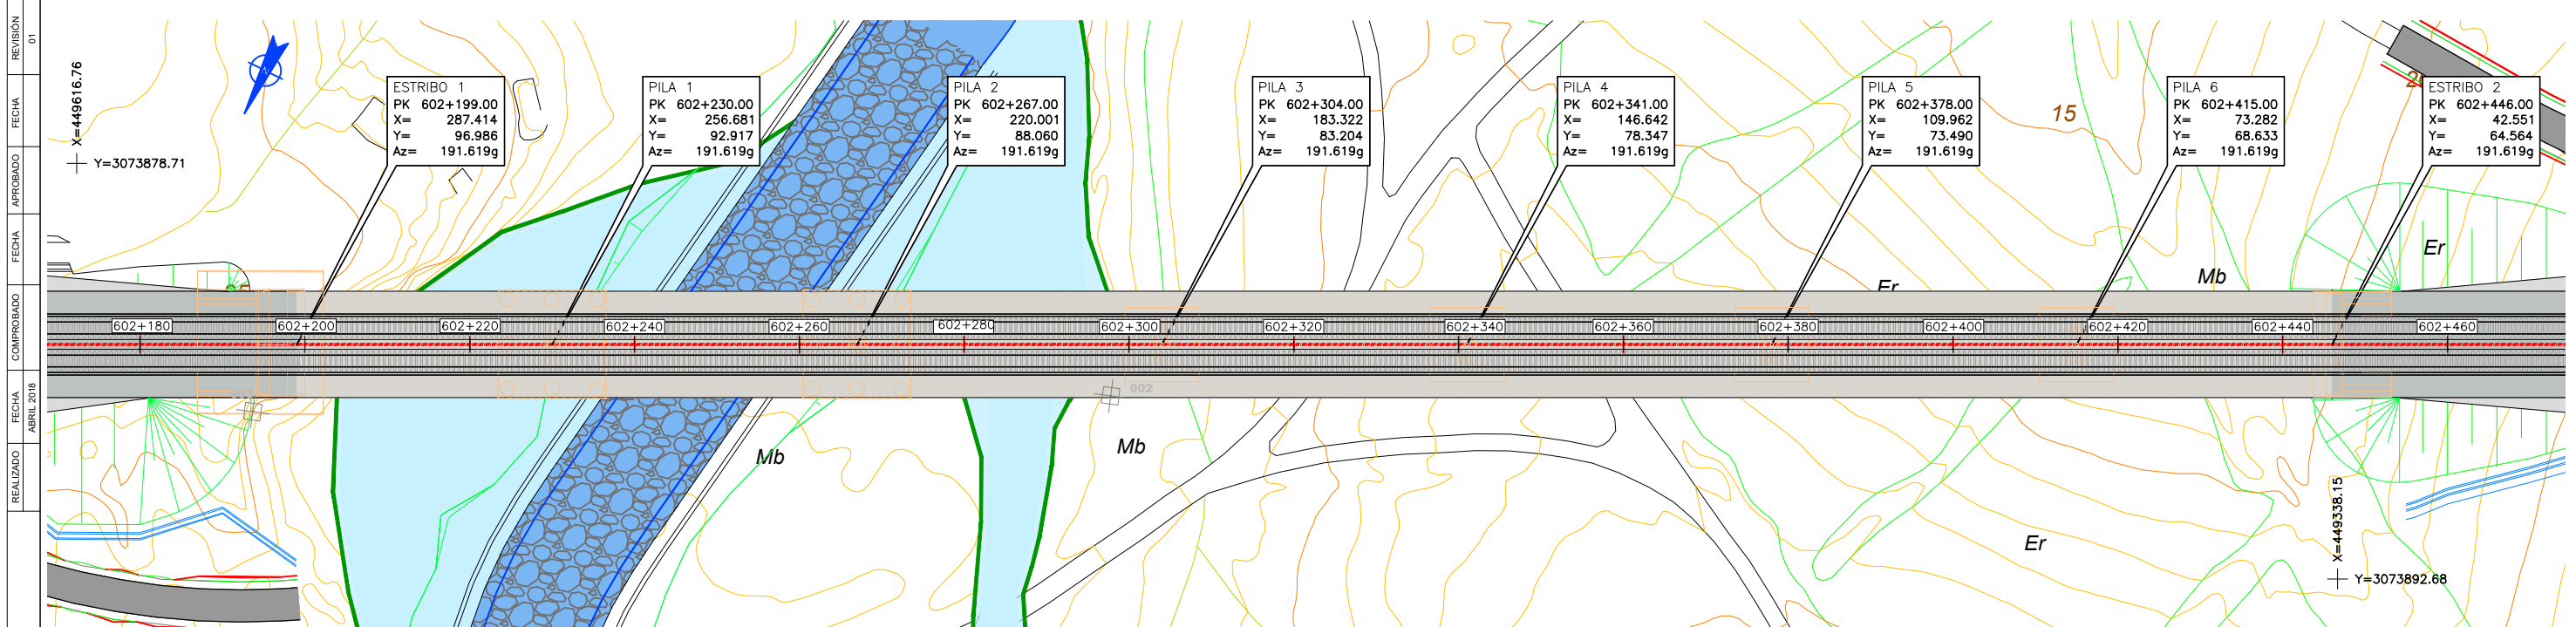 REVISIÓN
01
FECHA
APROBADO
FECHA
COMPROBADO
FECHA
ABRIL 2018
REALIZADO
X=449616.76
Y=3073878.71
ESTRIBO 1
PK 602+199.00
X= 287.414
Y= 96.986
Az= 191.619g
PILA 1
PK 602+230.00
X= 256.681
Y= 92.917
Az= 191.619g
PILA 2
PK 602+267.00
X= 220.001
Y= 88.060
Az= 191.619g
PILA 3
PK 602+304.00
X= 183.322
Y= 83.204
Az= 191.619g
PILA 4
PK 602+341.00
X= 146.642
Y= 78.347
Az= 191.619g
PILA 5
PK 602+378.00
X= 109.962
Y= 73.490
Az= 191.619g
15
PILA 6
PK 602+415.00
X= 73.282
Y= 68.633
Az= 191.619g
ESTRIBO 2
PK 602+446.00
X= 42.551
Y= 64.564
Az= 191.619g
Er
Mb
Er
602+180
602+200
602+220
602+240
602+260
602+280
602+300
602+320
602+340
602+360
602+380
602+400
602+420
602+440
602+460
002
Mb
Mb
Er
X=449338.15
Y=3073892.68